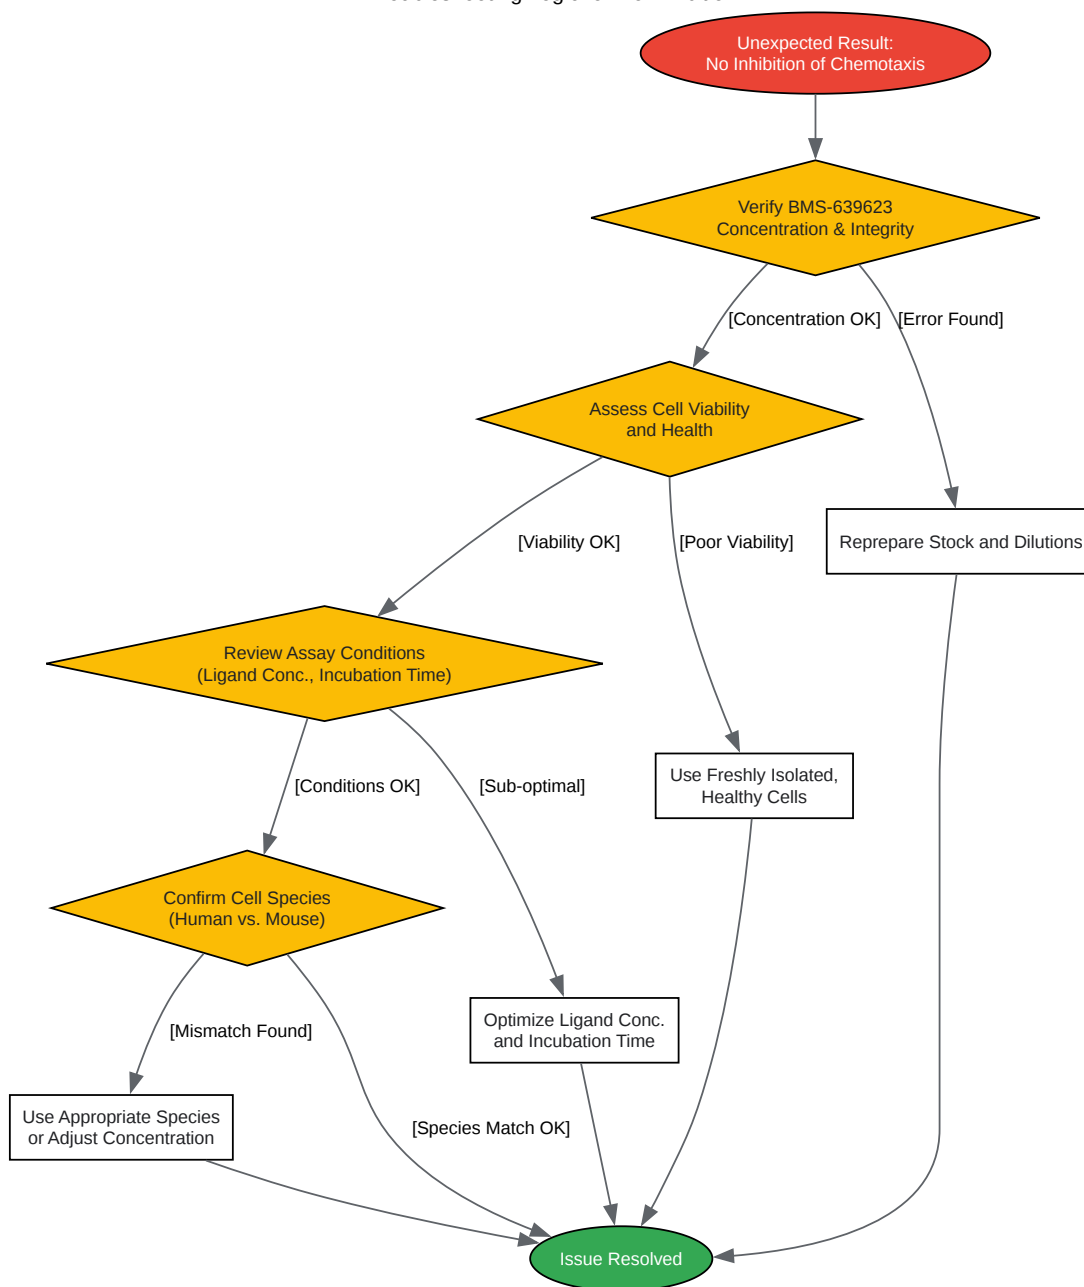 Unexpected Result:
No Inhibition of Chemotaxis
Verify BMS-639623
Concentration & Integrity
[Concentration OK]
[Error Found]
Assess Cell Viability
and Health
[Viability OK]
[Poor Viability]
Reprepare Stock and Dilutions
Review Assay Conditions
(Ligand Conc., Incubation Time)
[Conditions OK]
[Sub-optimal]
Use Freshly Isolated,
Healthy Cells
Confirm Cell Species
(Human vs. Mouse)
[Mismatch Found]
Optimize Ligand Conc.
and Incubation Time
Use Appropriate Species
or Adjust Concentration
[Species Match OK]
Issue Resolved